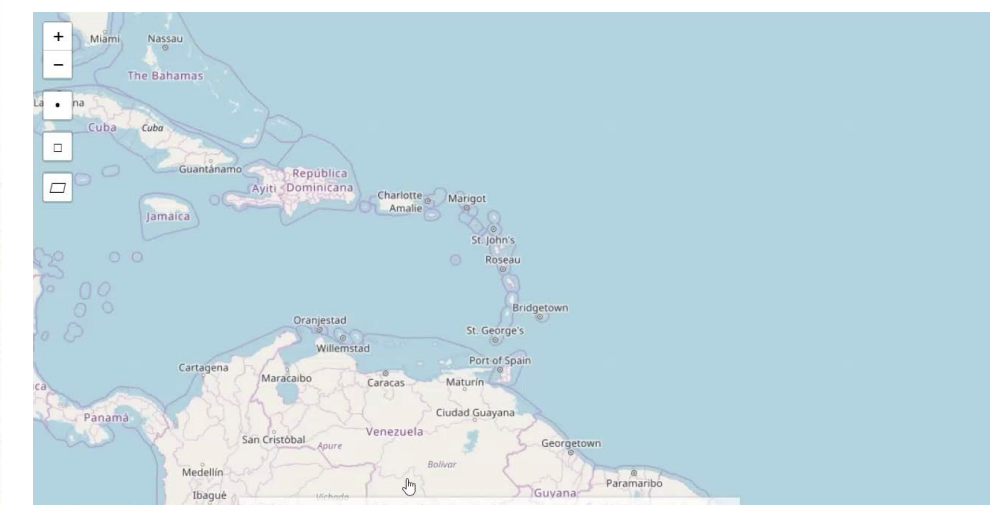 +
Miami
Nassau
−
The Bahamas
Cuba
Cuba
Guantánamo
República
Ayiti
Dominicana
Charlotte
Amalie
Marigot
Jamaica
St. John's
Roseau
Bridgetown
Oranjestad
St. George's
Willemstad
Port of Spain
Cartagena
Maracaibo
Caracas
Maturín
Ciudad Guayana
Panamá
Venezuela
San Cristóbal
Apure
Georgetown
Bolívar
Medellín
Paramaribo
Ibagué
Vichada
Guyana